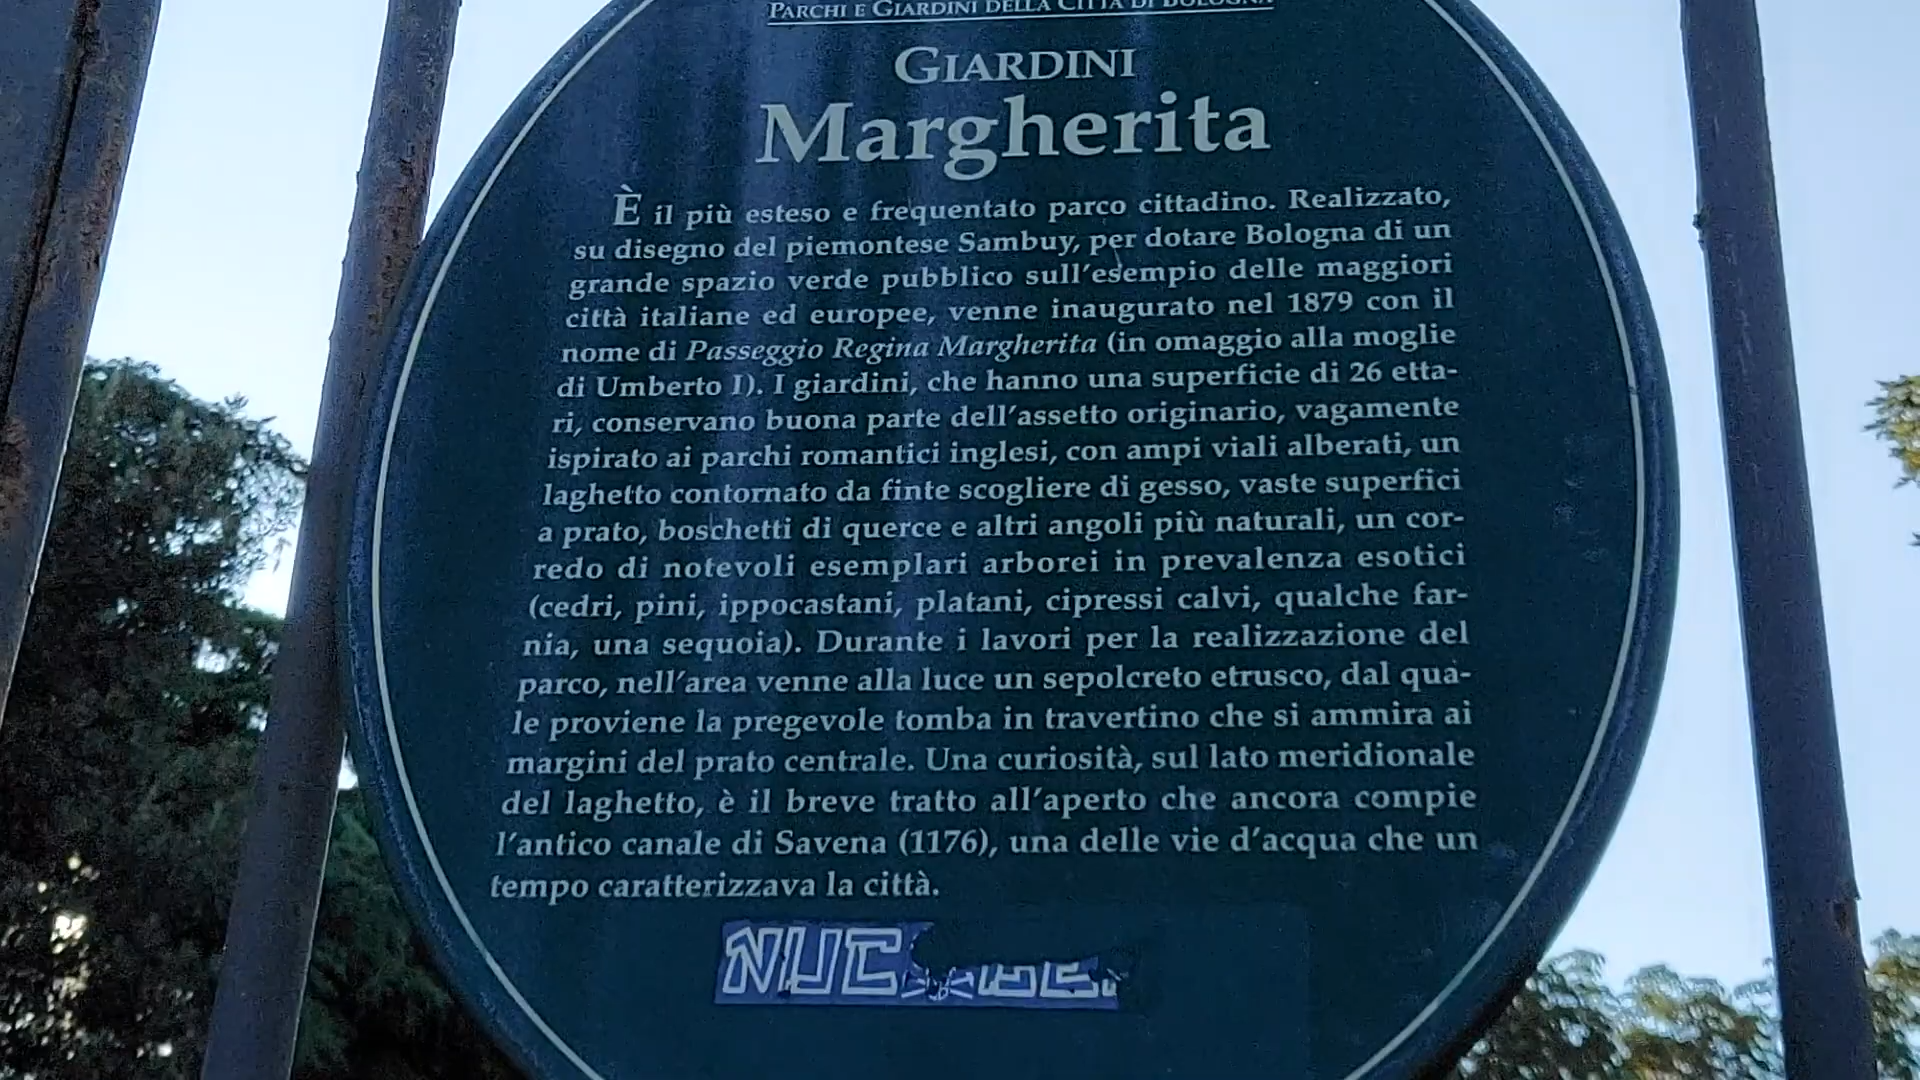 PARCHI E GIARDINI DELLA CITTÀ DI BOLOGNA
GIARDINI
Margherita
È il più esteso e frequentato parco cittadino. Realizzato,
su disegno del piemontese Sambuy, per dotare Bologna di un
grande spazio verde pubblico sull'esempio delle maggiori
città italiane ed europee, venne inaugurato nel 1879 con il
nome di Passeggio Regina Margherita (in omaggio alla moglie
di Umberto I). I giardini, che hanno una superficie di 26 etta-
ri, conservano buona parte dell'assetto originario, vagamente
ispirato ai parchi romantici inglesi, con ampi viali alberati, un
laghetto contornato da finte scogliere di gesso, vaste superfici
a prato, boschetti di querce e altri angoli più naturali, un cor-
redo di notevoli esemplari arborei in prevalenza esotici
(cedri, pini, ippocastani, platani, cipressi calvi, qualche far-
nia, una sequoia). Durante i lavori per la realizzazione del
parco, nell'area venne alla luce un sepolcreto etrusco, dal qua-
le proviene la pregevole tomba in travertino che si ammira ai
margini del prato centrale. Una curiosità, sul lato meridionale
del laghetto, è il breve tratto all'aperto che ancora compie
l'antico canale di Savena (1176), una delle vie d'acqua che un
tempo caratterizzava la città.